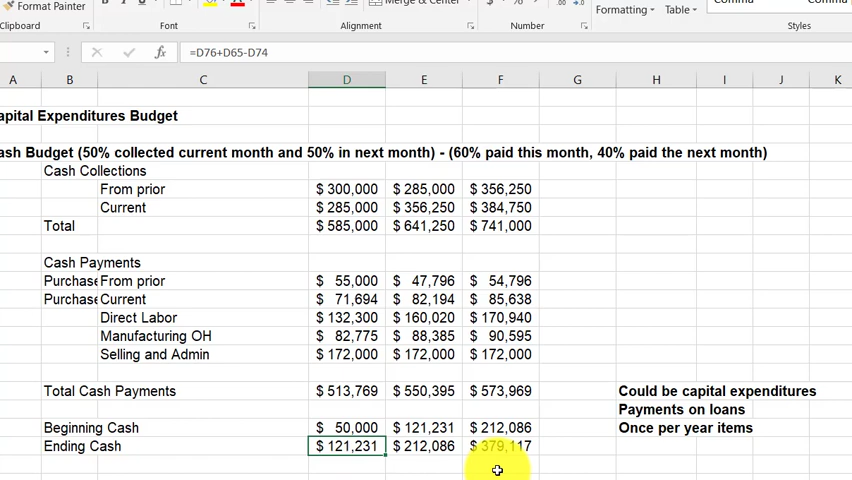 Format Painter
Merge & Center
$ % 9
Formatting Table
Comma
Clipboard Font Alignment Number Styles
fx =D76+D65-D74
A B C D E F G H I J K
apital Expenditures Budget
ash Budget (50% collected current month and 50% in next month) - (60% paid this month, 40% paid the next month)
Cash Collections
From prior $ 300,000 $ 285,000 $ 356,250
Current $ 285,000 $ 356,250 $ 384,750
Total $ 585,000 $ 641,250 $ 741,000
Cash Payments
Purchase From prior $ 55,000 $ 47,796 $ 54,796
Purchase Current $ 71,694 $ 82,194 $ 85,638
Direct Labor $ 132,300 $ 160,020 $ 170,940
Manufacturing OH $ 82,775 $ 88,385 $ 90,595
Selling and Admin $ 172,000 $ 172,000 $ 172,000
Total Cash Payments $ 513,769 $ 550,395 $ 573,969 Could be capital expenditures
Payments on loans
Beginning Cash $ 50,000 $ 121,231 $ 212,086 Once per year items
Ending Cash $ 121,231 $ 212,086 $ 379,117